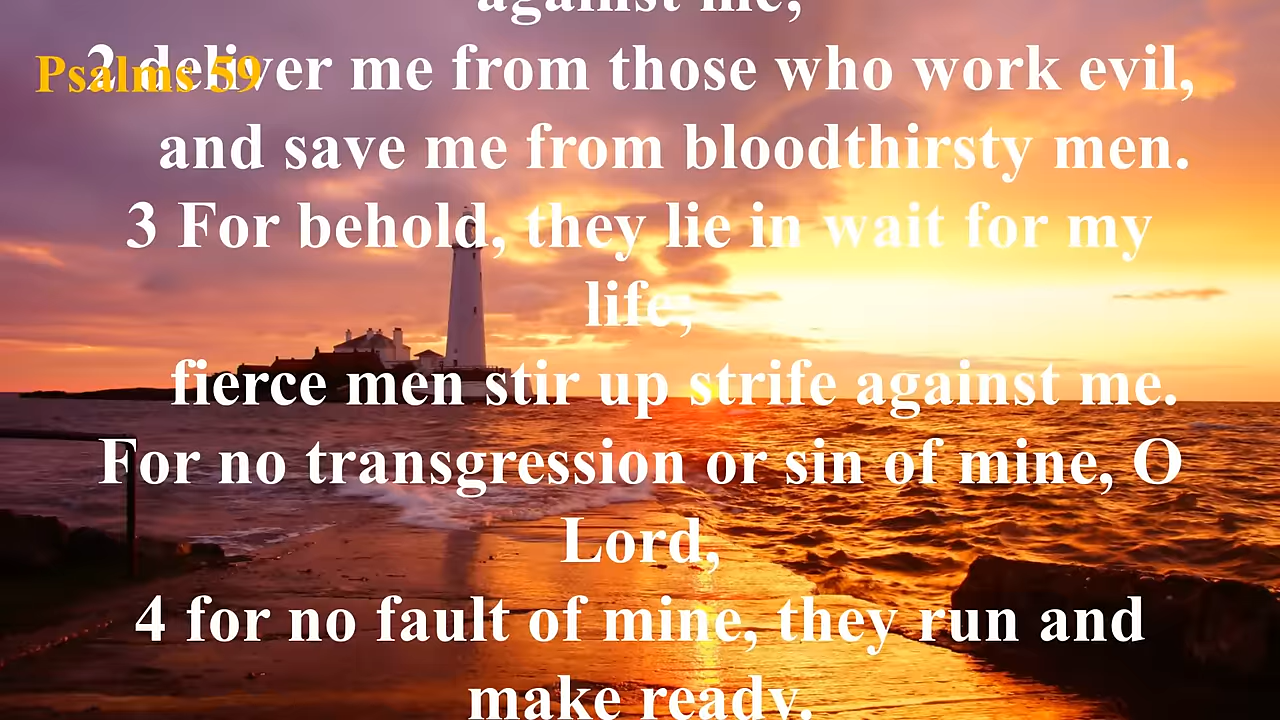 against me;
Psalms 59
2 deliver me from those who work evil,
and save me from bloodthirsty men.
3 For behold, they lie in wait for my
life;
fierce men stir up strife against me.
For no transgression or sin of mine, O
Lord,
4 for no fault of mine, they run and
make ready.